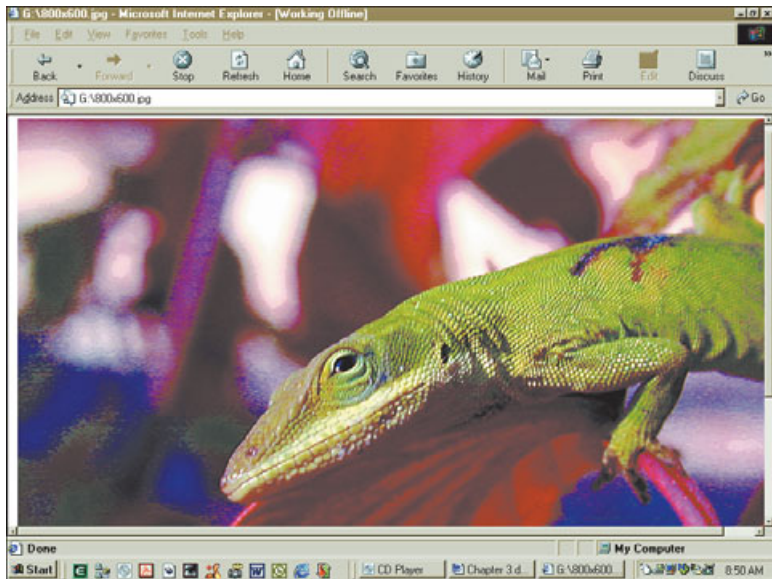 G:\800x600.jpg - Microsoft Internet Explorer - [Working Offline]
File Edit View Favorites Tools Help
Back Forward Stop Refresh Home Search Favorites History Mail Print Edit Discuss
Address G:\800x600.jpg Go
Done My Computer
Start CD Player Chapter 3 d... G:\800x600... 8:50 AM